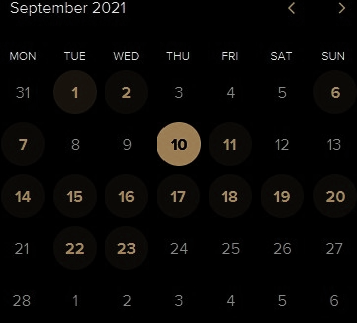 September 2021
MON TUE WED THU FRI SAT SUN
31 1 2 3 4 5 6
7 8 9 10 11 12 13
14 15 16 17 18 19 20
21 22 23 24 25 26 27
28 1 2 3 4 5 6